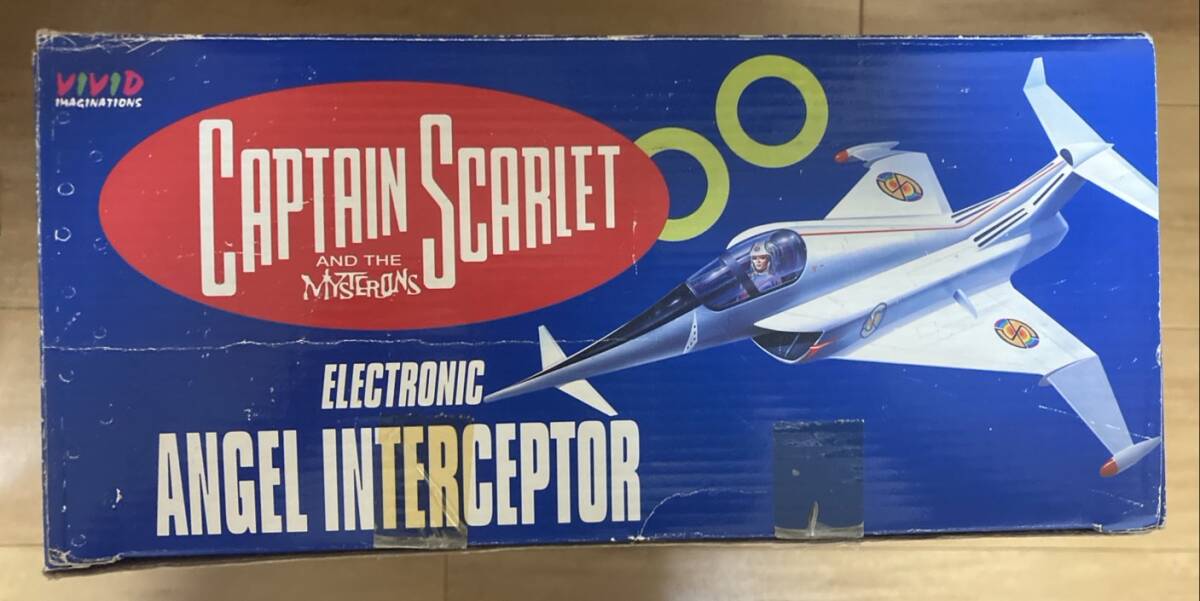 VIVID
IMAGINATIONS
CAPTAIN SCARLET
AND THE
MYSTERONS
ELECTRONIC
ANGEL INTERCEPTOR